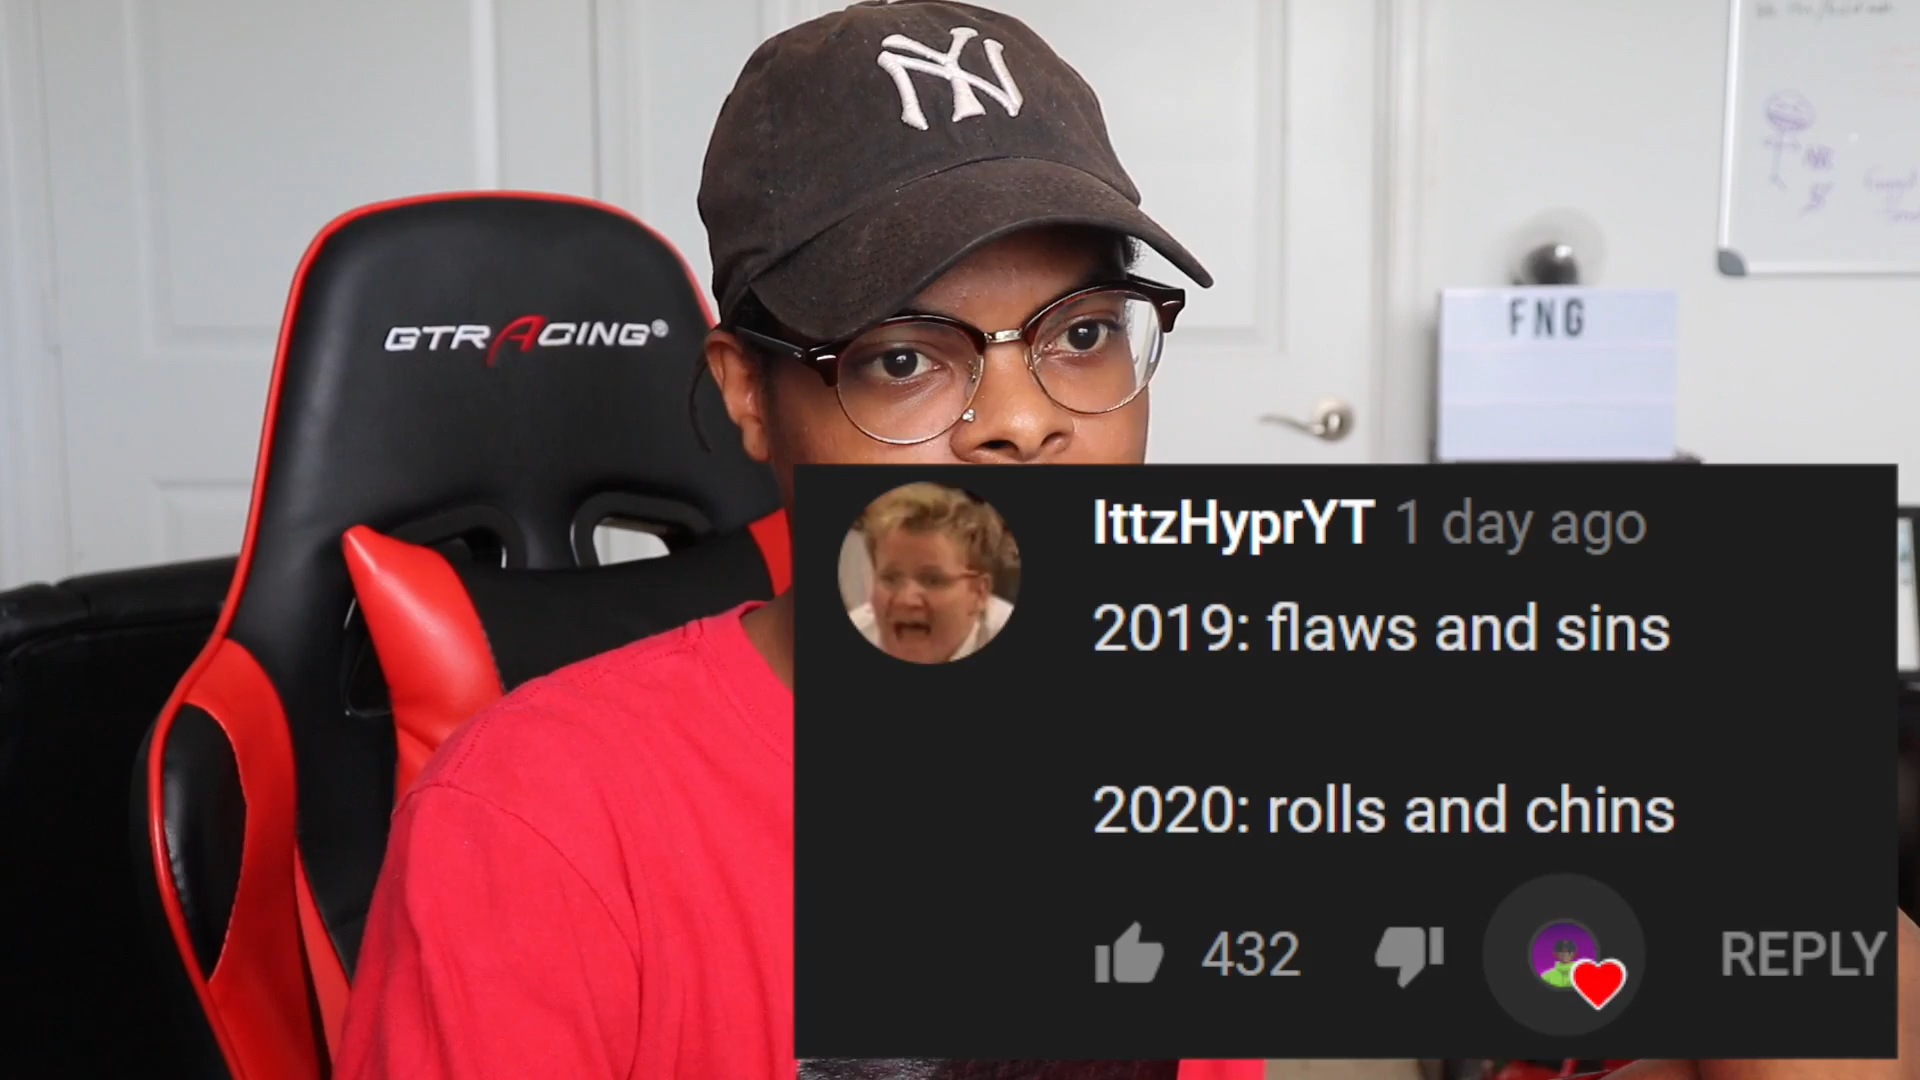 NY
GTRACING®
FNG
IttzHyprYT 1 day ago
2019: flaws and sins
2020: rolls and chins
432
REPLY